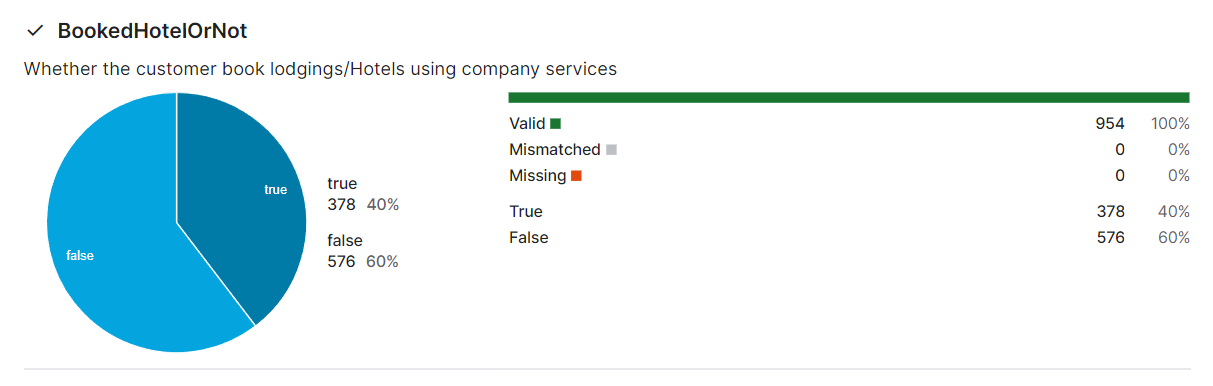 BookedHotelOrNot
Whether the customer book lodgings/Hotels using company services
true
false
true
378 40%
false
576 60%
Valid 954 100%
Mismatched 0 0%
Missing 0 0%
True 378 40%
False 576 60%